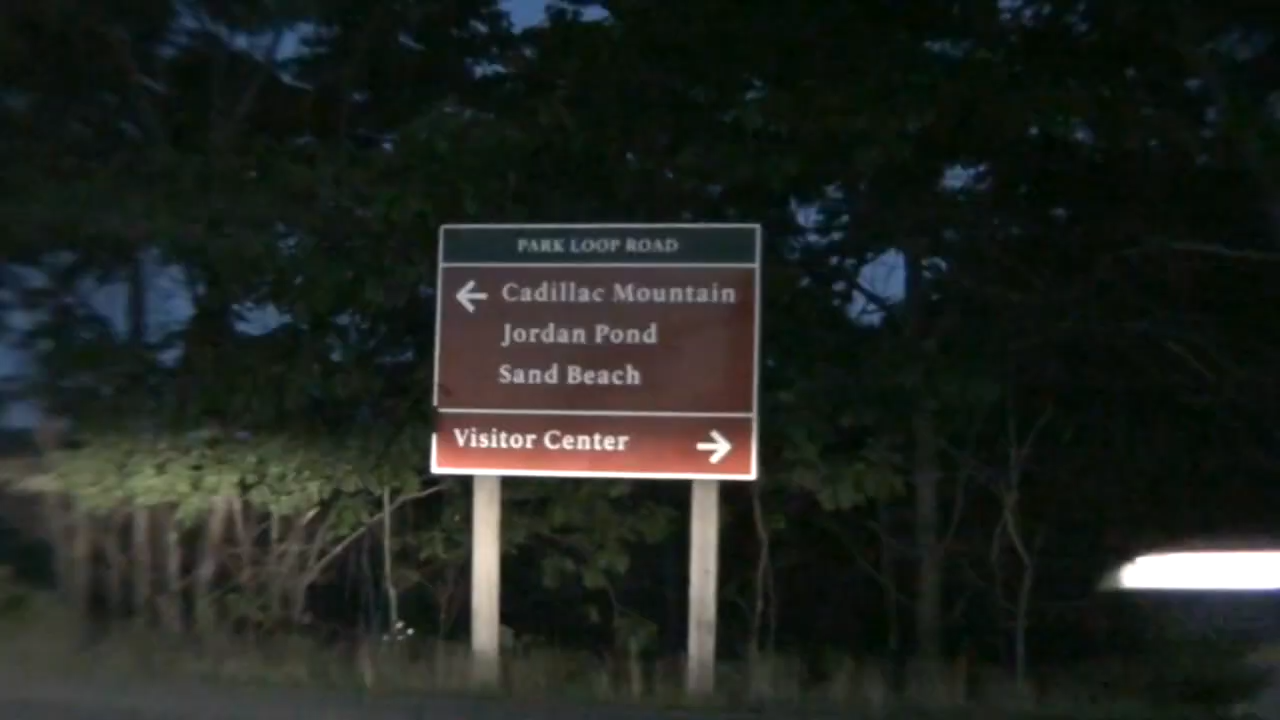 PARK LOOP ROAD
← Cadillac Mountain
Jordan Pond
Sand Beach
Visitor Center →